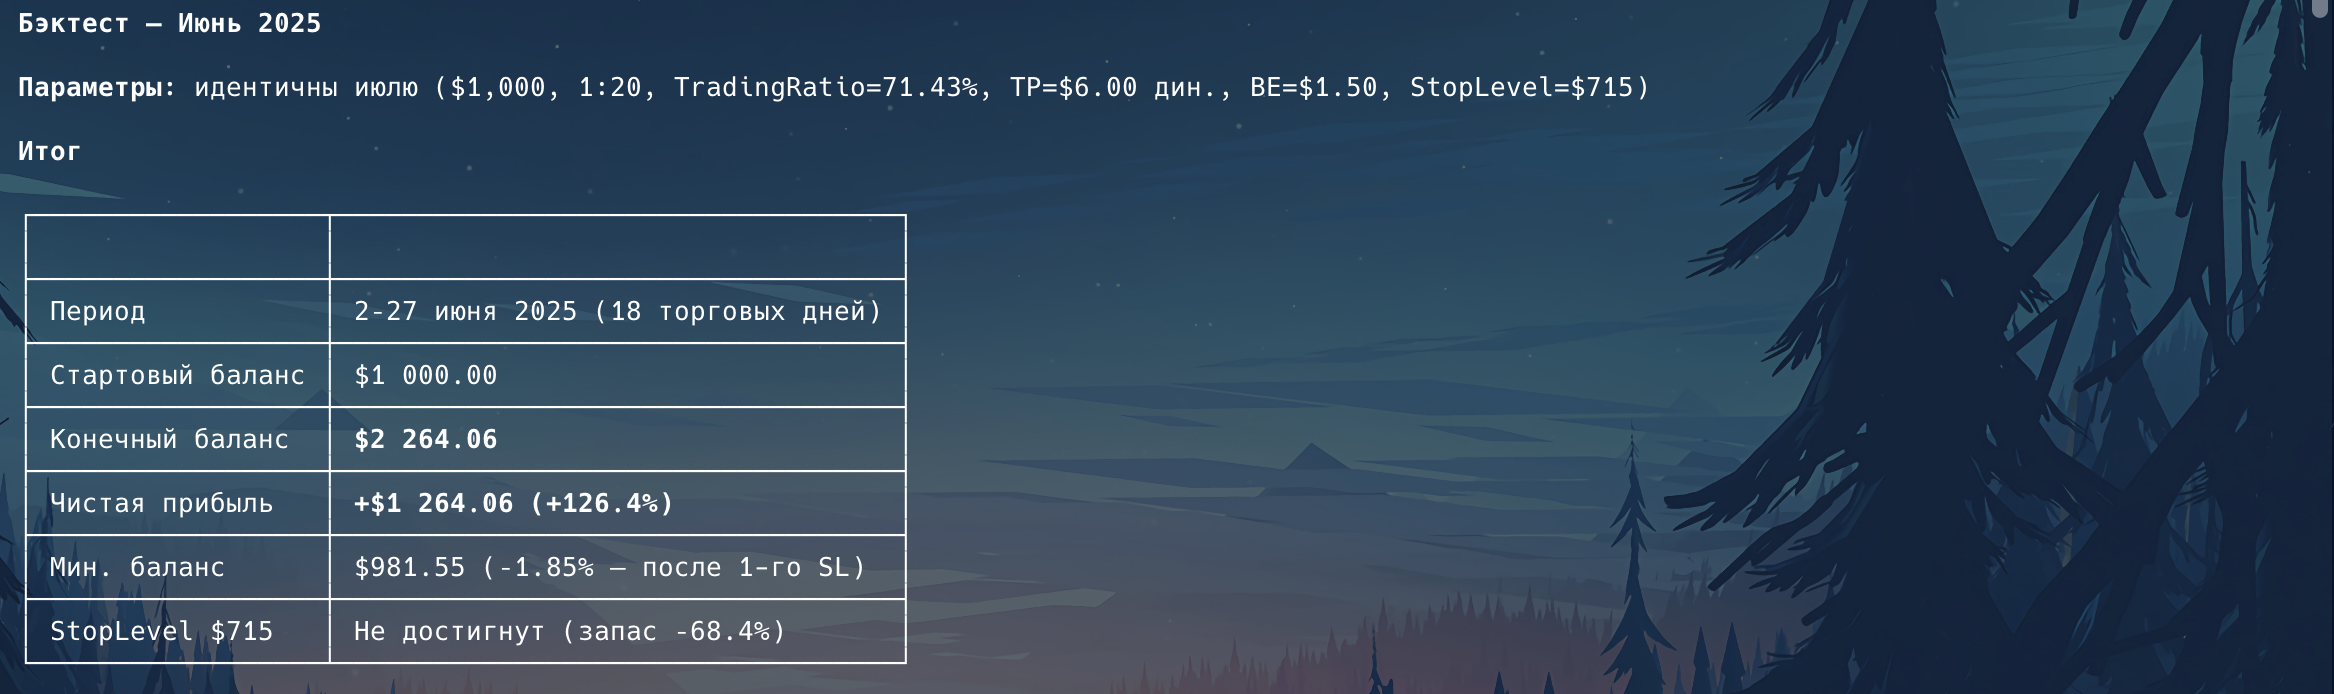 Бэктест — Июнь 2025
Параметры: идентичны июлю ($1,000, 1:20, TradingRatio=71.43%, TP=$6.00 дин., BE=$1.50, StopLevel=$715)
Итог
Период 2-27 июня 2025 (18 торговых дней)
Стартовый баланс $1 000.00
Конечный баланс $2 264.06
Чистая прибыль +$1 264.06 (+126.4%)
Мин. баланс $981.55 (-1.85% — после 1-го SL)
StopLevel $715 Не достигнут (запас -68.4%)